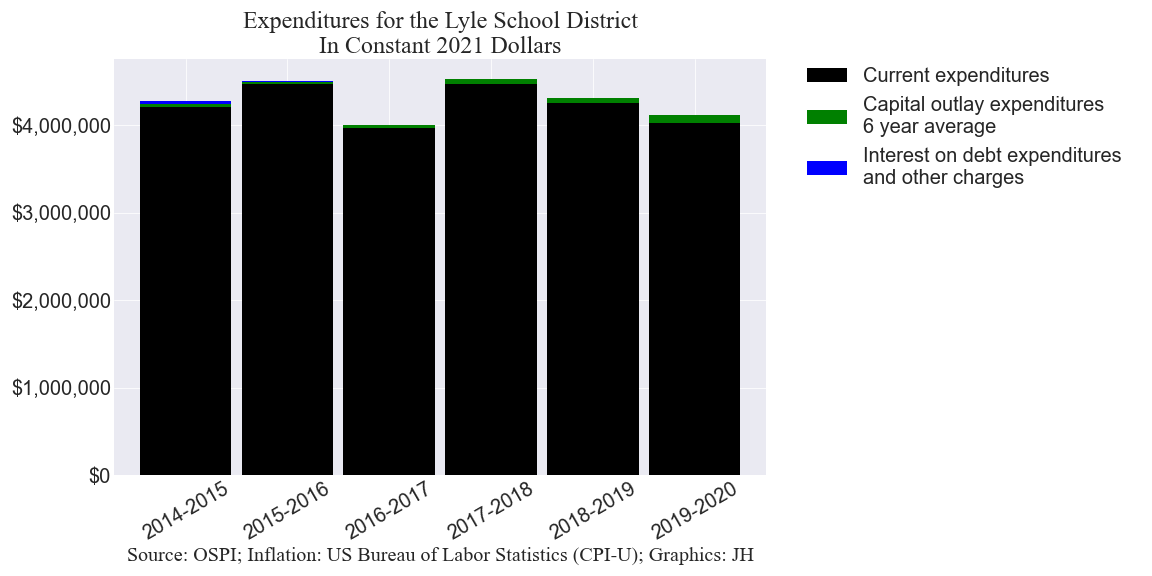 Expenditures for the Lyle School District
In Constant 2021 Dollars
Current expenditures
Capital outlay expenditures
6 year average
Interest on debt expenditures
and other charges
$4,000,000
$3,000,000
$2,000,000
$1,000,000
$0
2014-2015
2015-2016
2016-2017
2017-2018
2018-2019
2019-2020
Source: OSPI; Inflation: US Bureau of Labor Statistics (CPI-U); Graphics: JH